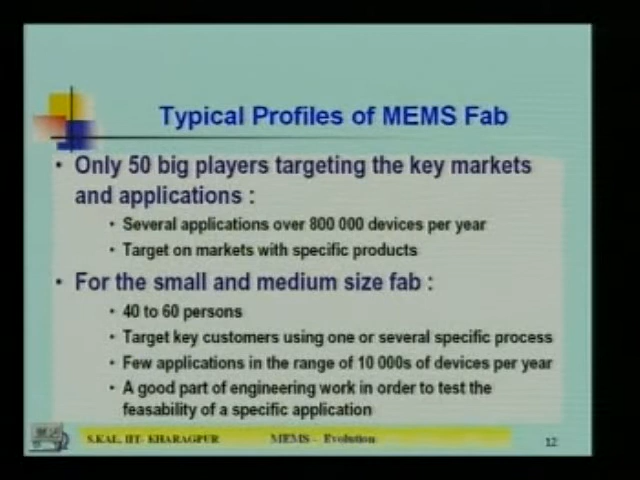 Typical Profiles of MEMS Fab
• Only 50 big players targeting the key markets
and applications :
• Several applications over 800 000 devices per year
• Target on markets with specific products
• For the small and medium size fab :
• 40 to 60 persons
• Target key customers using one or several specific process
• Few applications in the range of 10 000s of devices per year
• A good part of engineering work in order to test the
feasability of a specific application
S.KAL, IIT- KHARAGPUR MEMS - Evolution 12